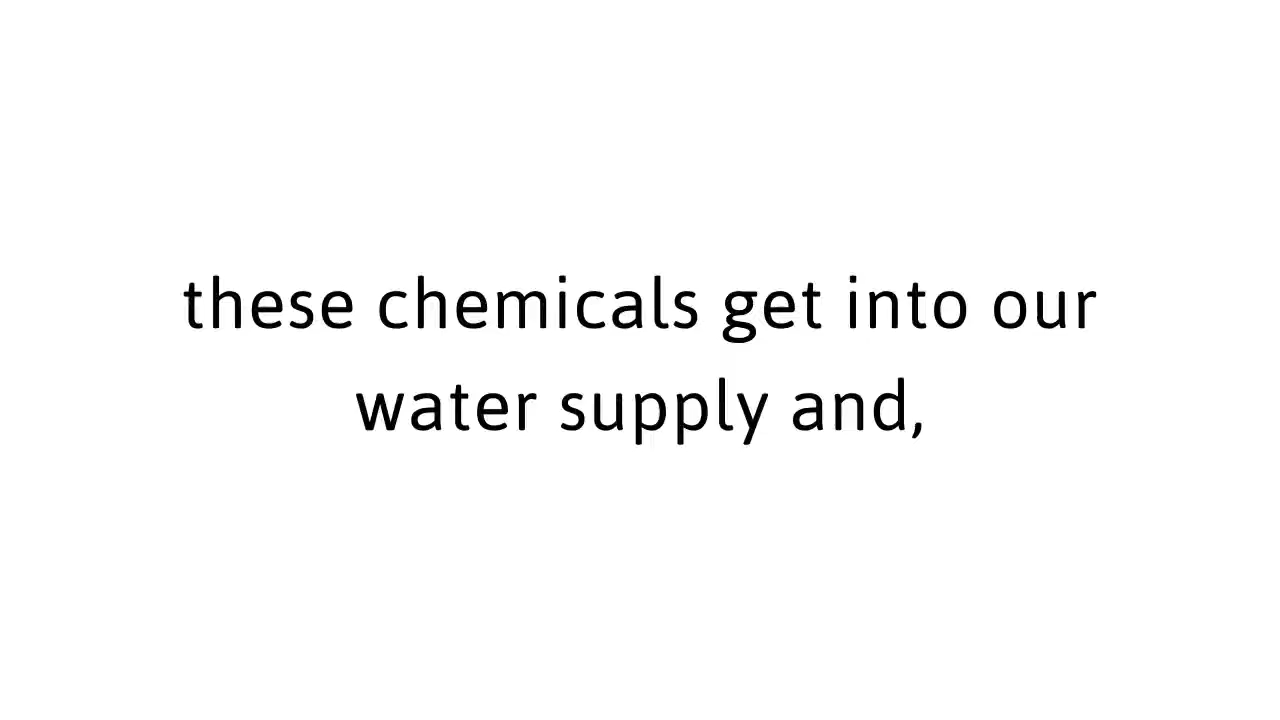 these chemicals get into our
water supply and,